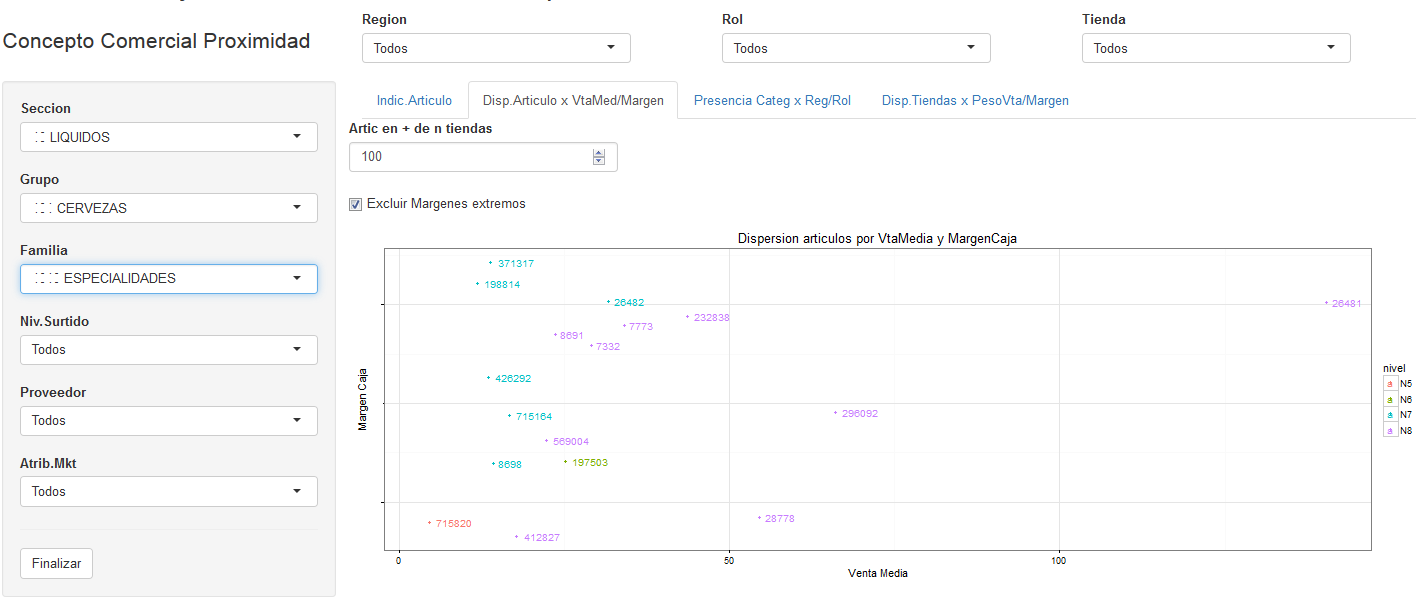 Region
Rol
Tienda
Concepto Comercial Proximidad
Todos
Todos
Todos
Seccion
LIQUIDOS
Grupo
CERVEZAS
Familia
ESPECIALIDADES
Niv.Surtido
Todos
Proveedor
Todos
Atrib.Mkt
Todos
Finalizar
Indic.Articulo
Disp.Articulo x VtaMed/Margen
Presencia Categ x Reg/Rol
Disp.Tiendas x PesoVta/Margen
Artic en + de n tiendas
100
Excluir Margenes extremos
Dispersion articulos por VtaMedia y MargenCaja
371317
198814
26482
26481
232838
7773
8691
7332
426292
715164
296092
569004
8698
197503
715820
28778
412827
Margen Caja
0
50
100
Venta Media
nivel
N5
N6
N7
N8